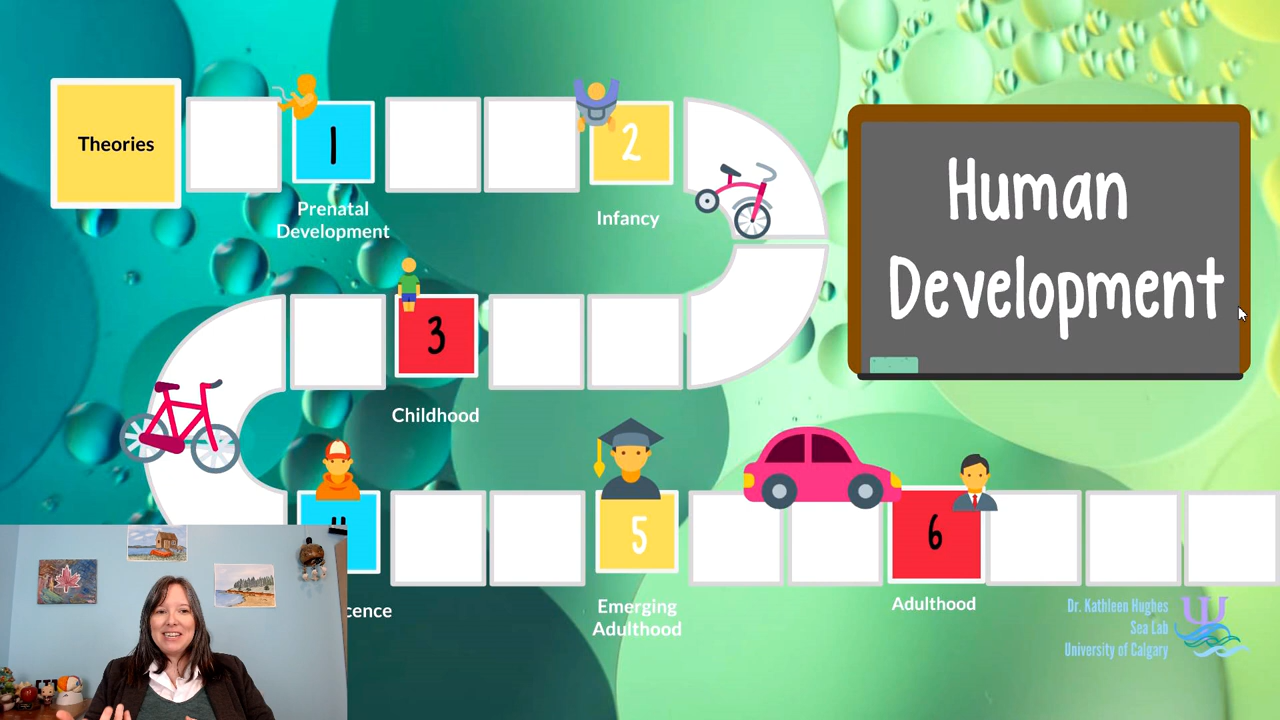 Theories
1
Prenatal
Development
2
Infancy
Human
Development
3
Childhood
5
Emerging
Adulthood
6
Adulthood
cence
Dr. Kathleen Hughes
Sea Lab
University of Calgary